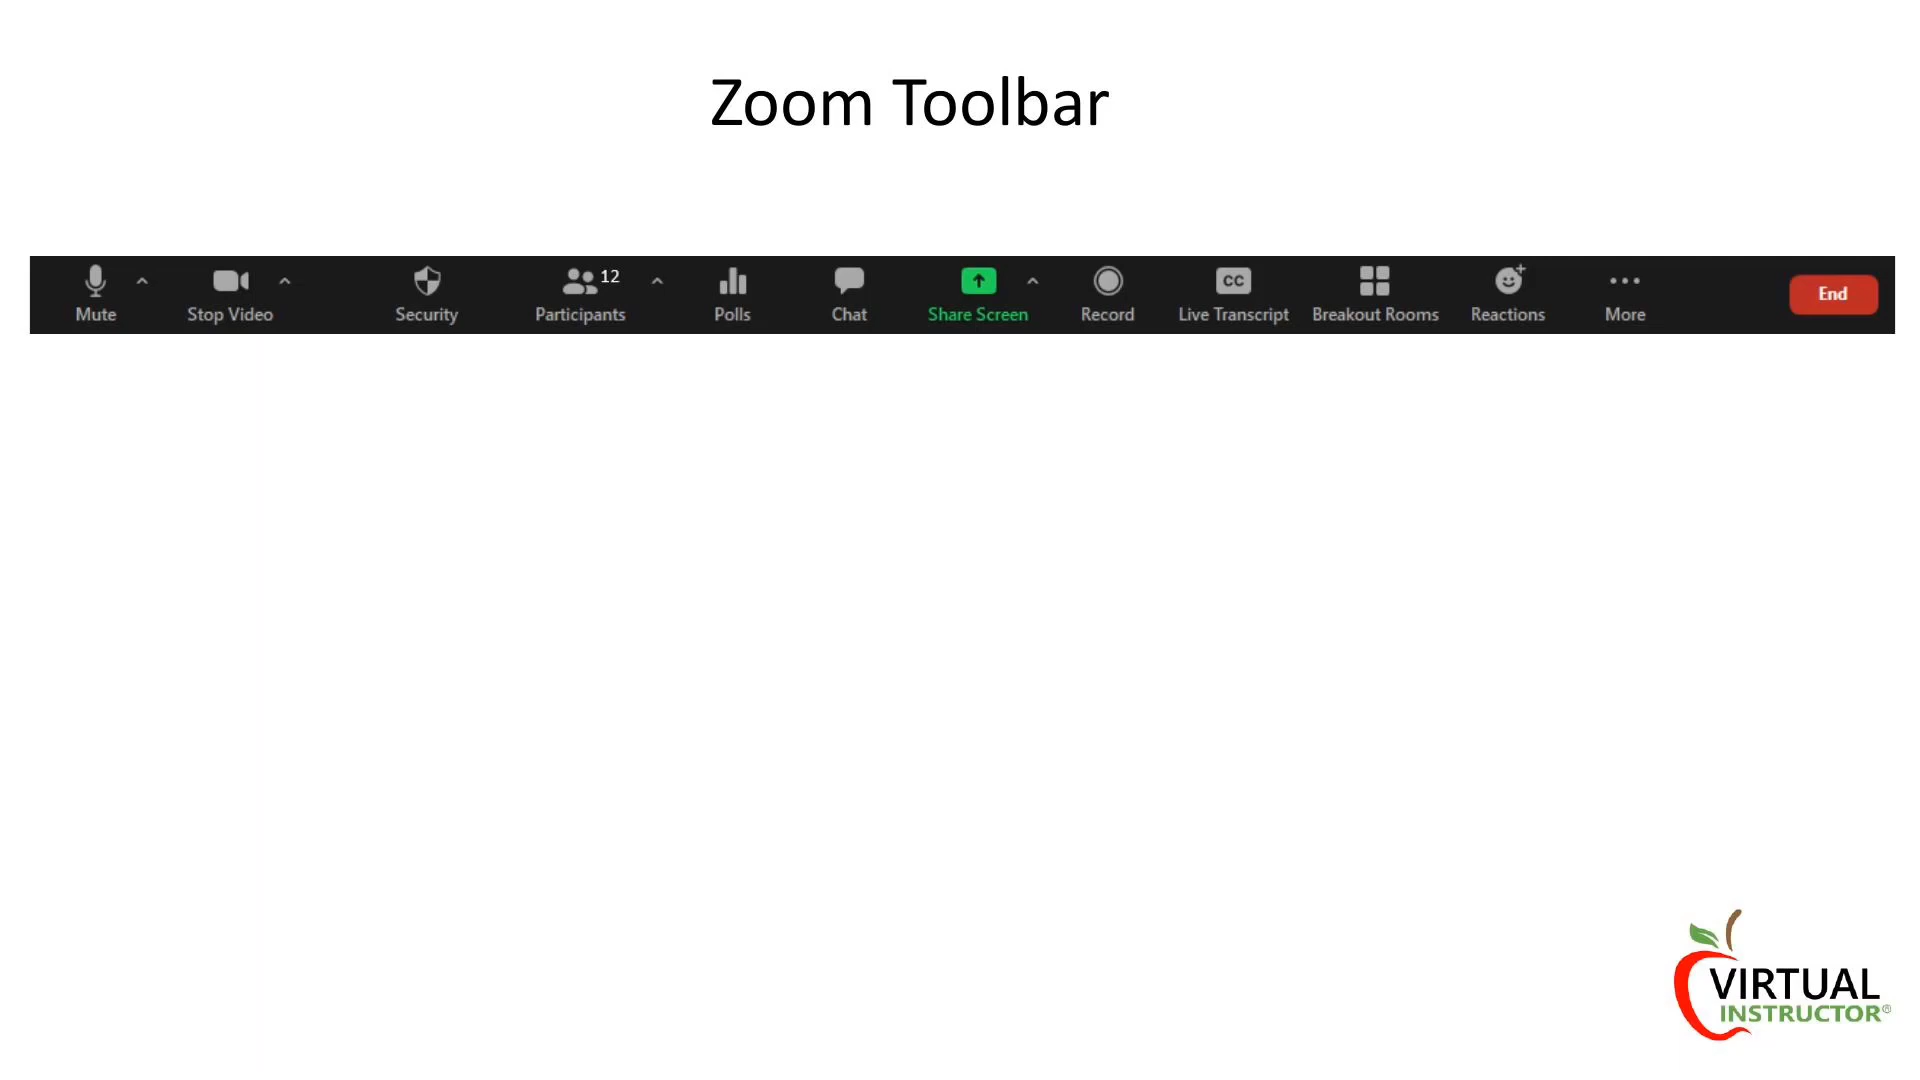 Zoom Toolbar
12
Mute Stop Video Security Participants Polls Chat Share Screen Record CC Live Transcript Breakout Rooms Reactions More End
VIRTUAL
INSTRUCTOR®